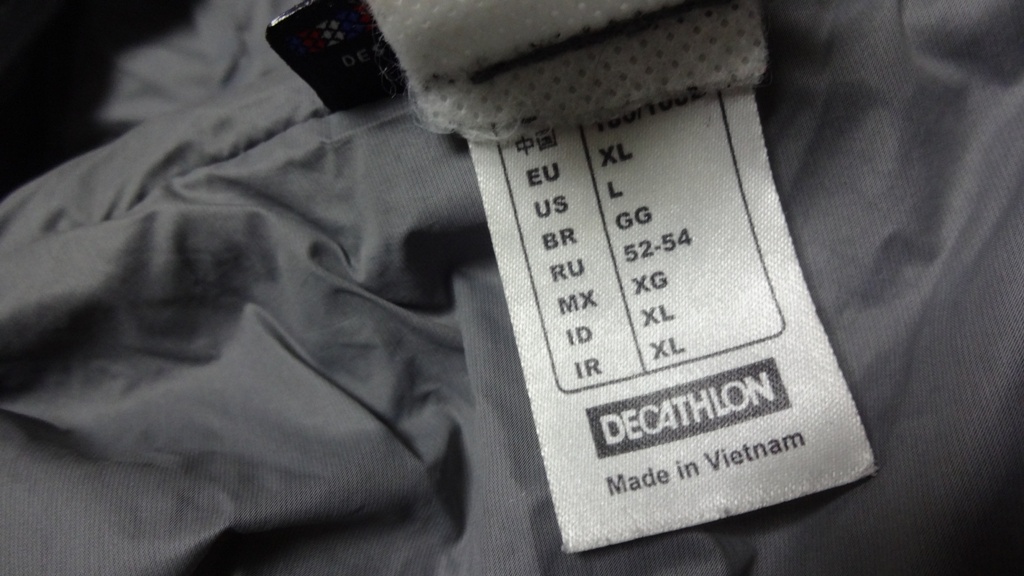 DE
中国
EU XL
US L
BR GG
RU 52-54
MX XG
ID XL
IR XL
DECATHLON
Made in Vietnam